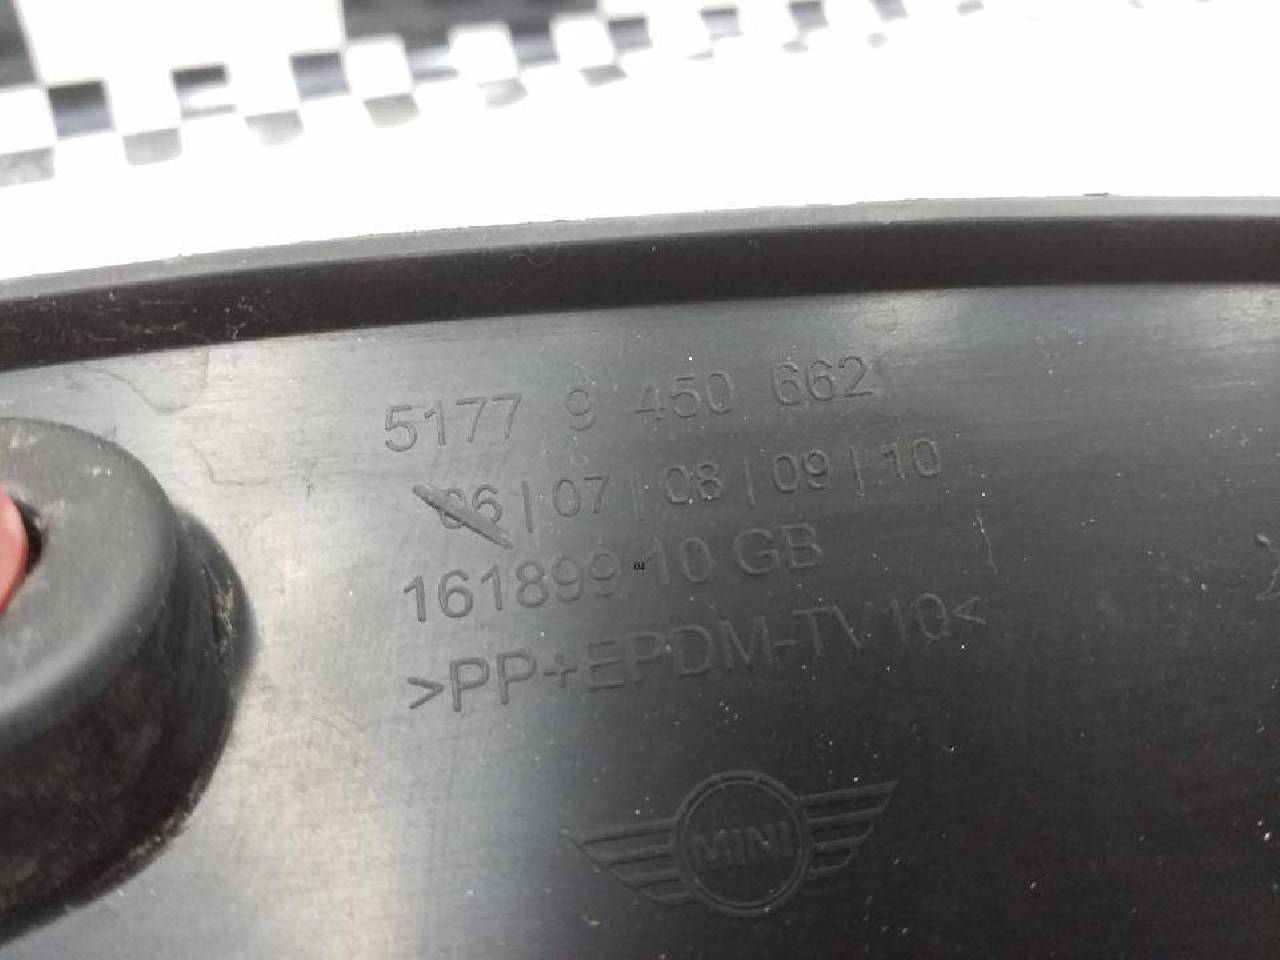 5177 9 450 662
06 | 07 | 08 | 09 | 10
161899 10 GB
>PP+EPDM-TV10<
MINI